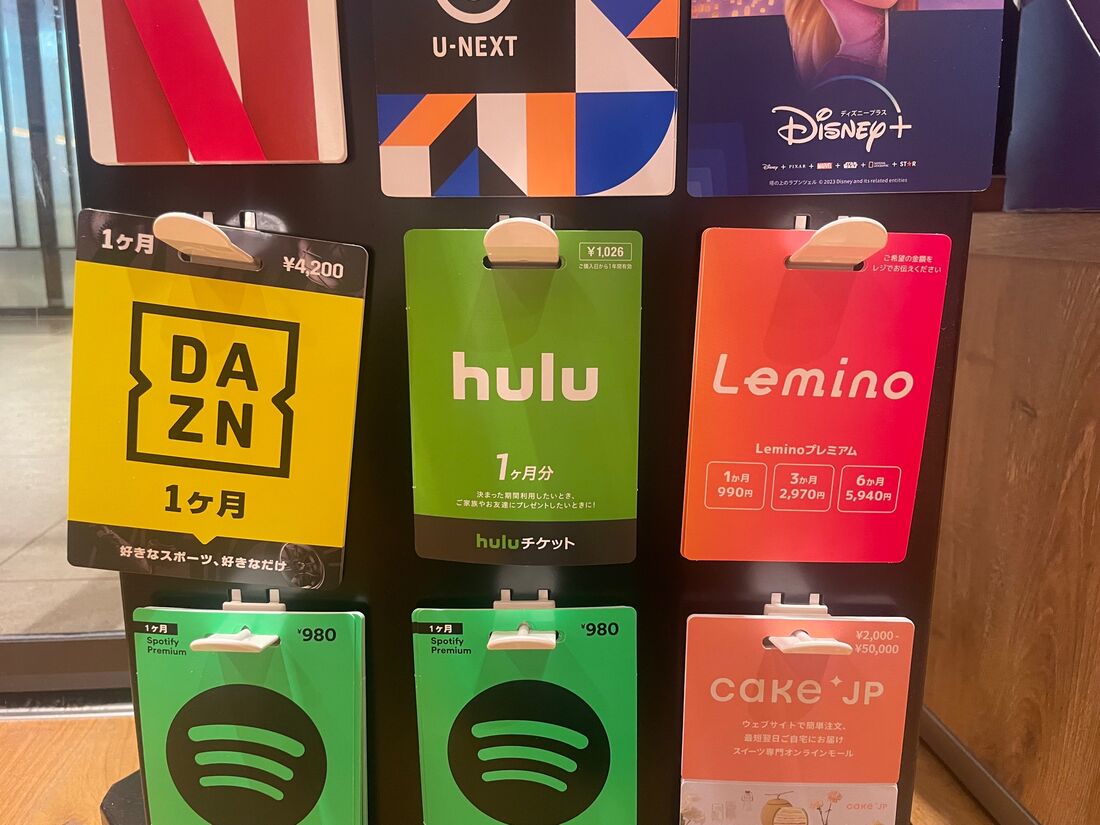 U-NEXT
ディズニープラス
Disney+
Disney + PIXAR + MARVEL + STAR WARS + NATIONAL GEOGRAPHIC + STAR
塔の上のラプンツェル © 2023 Disney and its related entities
1ヶ月
¥4,200
DA
ZN
1ヶ月
好きなスポーツ、好きなだけ
¥1,026
ご購入日から1年間有効
hulu
1ヶ月分
決まった期間利用したいとき、
ご家族やお友達にプレゼントしたいときに!
huluチケット
ご希望の金額を
レジでお伝えください
Lemino
Leminoプレミアム
1か月
990円
3か月
2,970円
6か月
5,940円
1ヶ月
Spotify
Premium
¥980
1ヶ月
Spotify
Premium
¥980
¥2,000 -
¥50,000
cake JP
ウェブサイトで簡単注文、
最短翌日ご自宅にお届け
スイーツ専門オンラインモール
cake JP